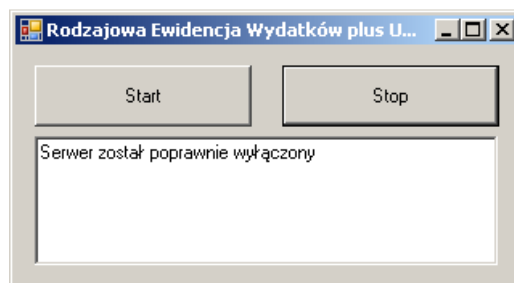 Rodzajowa Ewidencja Wydatków plus U...
Start Stop
Serwer został poprawnie wyłączony